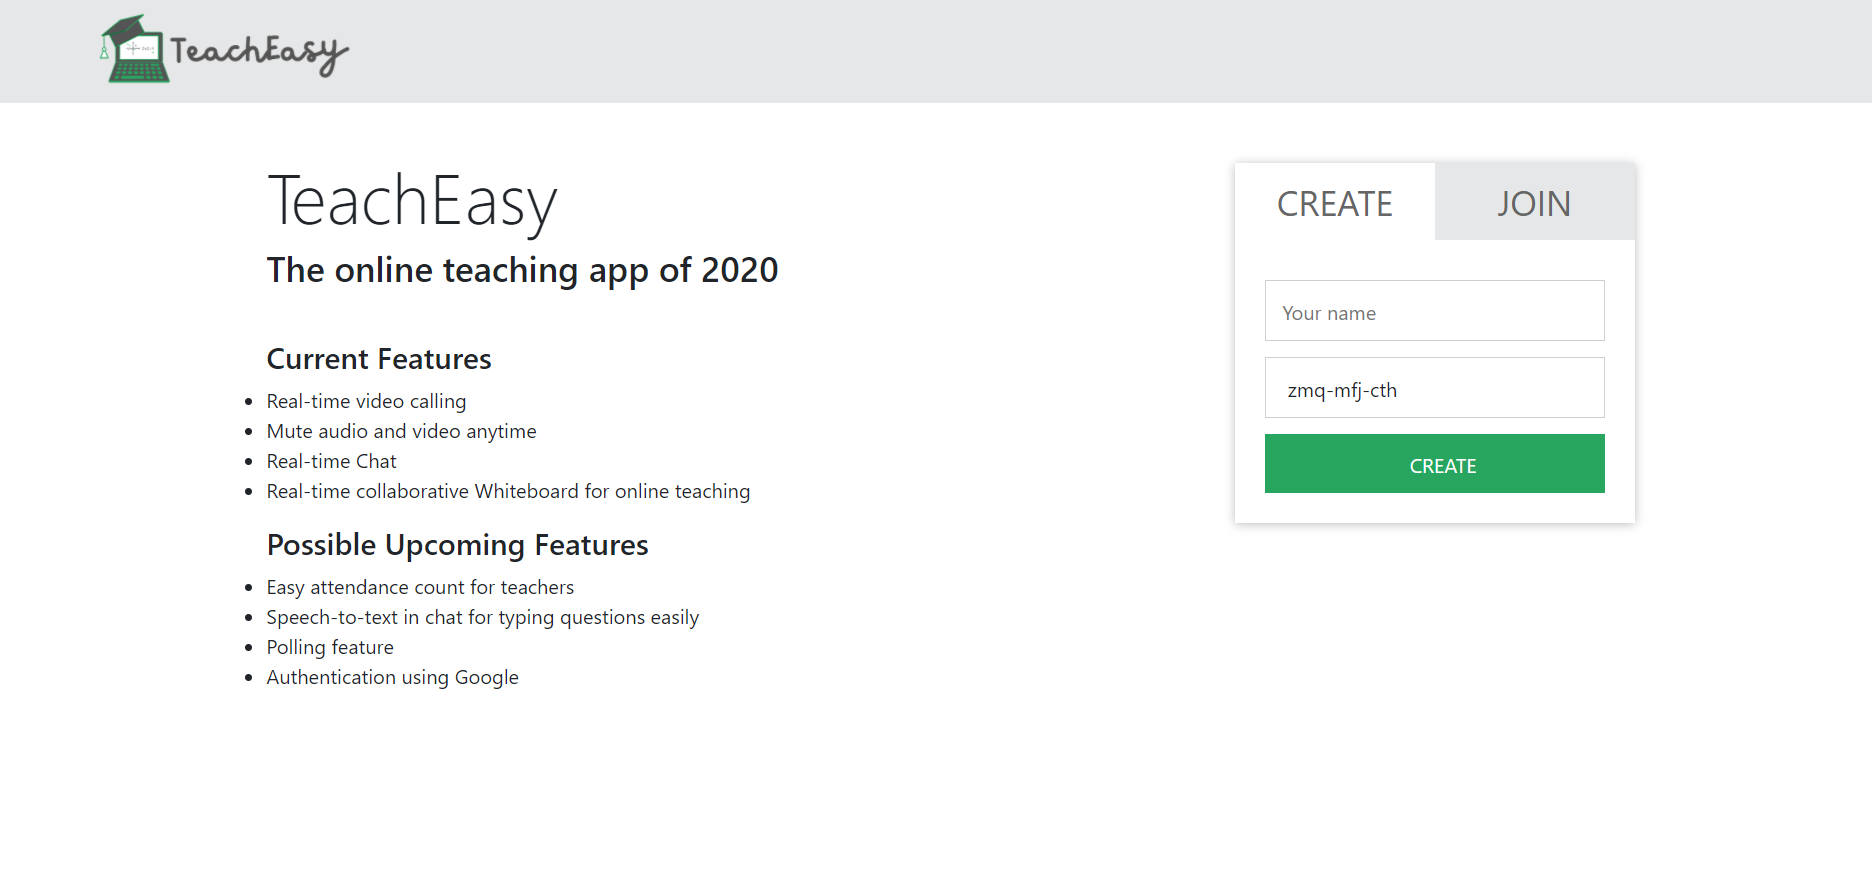 TeachEasy
TeachEasy
The online teaching app of 2020
Current Features
Real-time video calling
Mute audio and video anytime
Real-time Chat
Real-time collaborative Whiteboard for online teaching
Possible Upcoming Features
Easy attendance count for teachers
Speech-to-text in chat for typing questions easily
Polling feature
Authentication using Google
CREATE JOIN
Your name
zmq-mfj-cth
CREATE